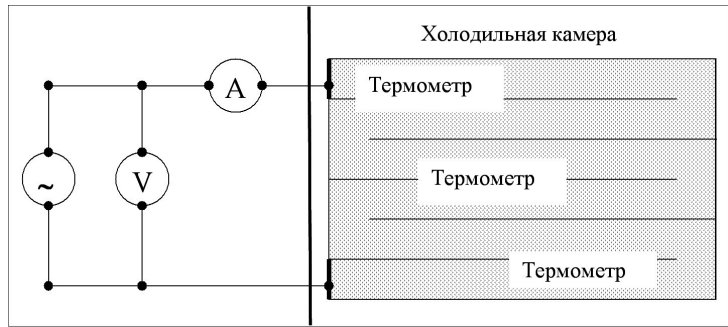 Холодильная камера
Термометр
A
~
V
Термометр
Термометр